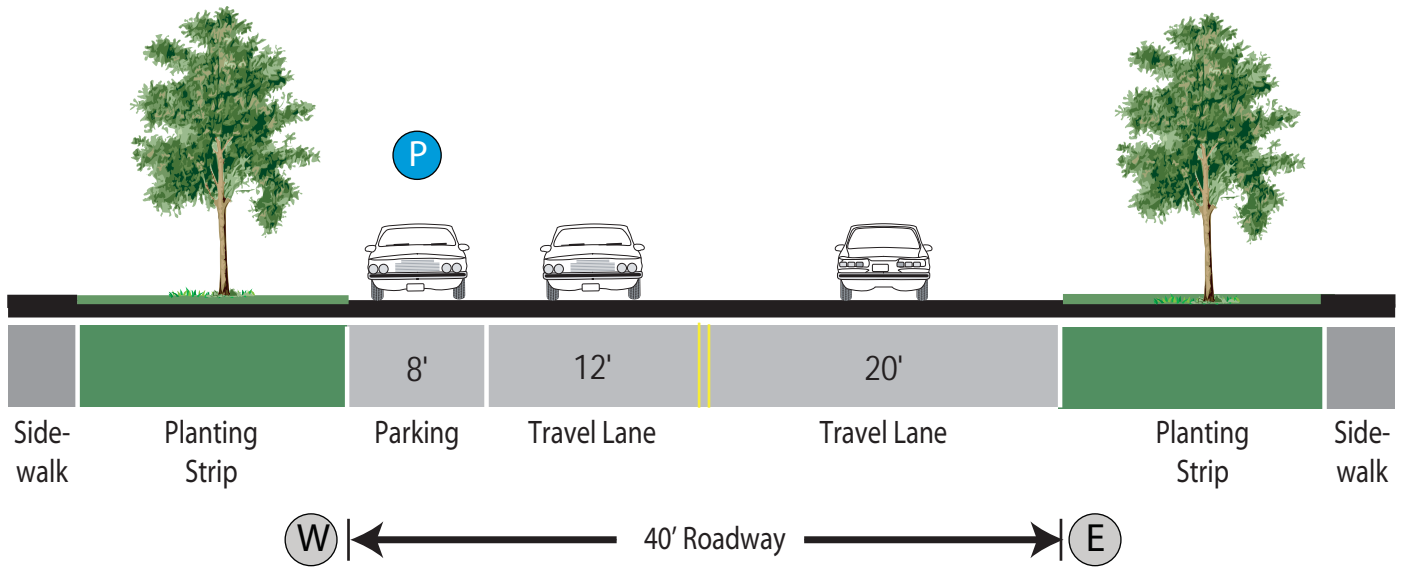 P
8'
12'
20'
Side-
walk
Planting
Strip
Parking
Travel Lane
Travel Lane
Planting
Strip
Side-
walk
W
40' Roadway
E